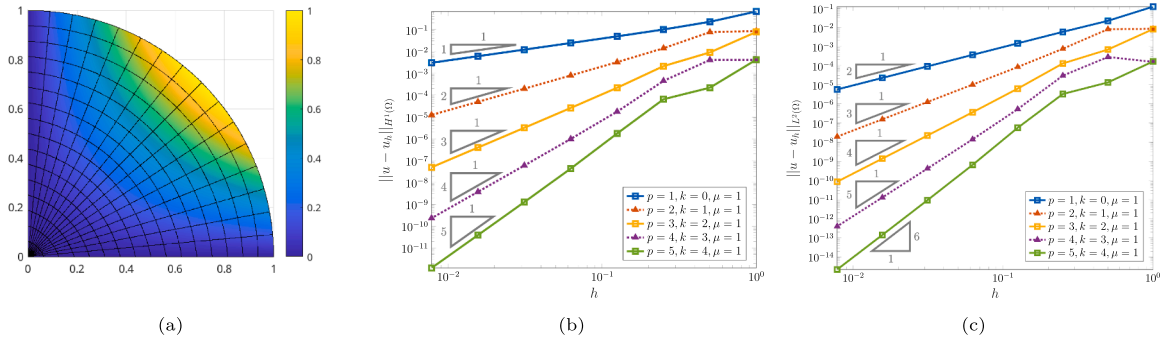 1
0.8
0.6
0.4
0.2
0
0 0.2 0.4 0.6 0.8 1
1
0.8
0.6
0.4
0.2
0
(a)
||u − u_h||_{H^1(Ω)}
10^{-1}
10^{-2}
10^{-3}
10^{-4}
10^{-5}
10^{-6}
10^{-7}
10^{-8}
10^{-9}
10^{-10}
10^{-11}
1
1
1
2
1
3
1
4
1
5
p = 1, k = 0, μ = 1
p = 2, k = 1, μ = 1
p = 3, k = 2, μ = 1
p = 4, k = 3, μ = 1
p = 5, k = 4, μ = 1
10^{-2} 10^{-1} 10^{0}
h
(b)
||u − u_h||_{L^2(Ω)}
10^{-1}
10^{-2}
10^{-3}
10^{-4}
10^{-5}
10^{-6}
10^{-7}
10^{-8}
10^{-9}
10^{-10}
10^{-11}
10^{-12}
10^{-13}
10^{-14}
1
2
1
3
1
4
1
5
6
1
p = 1, k = 0, μ = 1
p = 2, k = 1, μ = 1
p = 3, k = 2, μ = 1
p = 4, k = 3, μ = 1
p = 5, k = 4, μ = 1
10^{-2} 10^{-1} 10^{0}
h
(c)